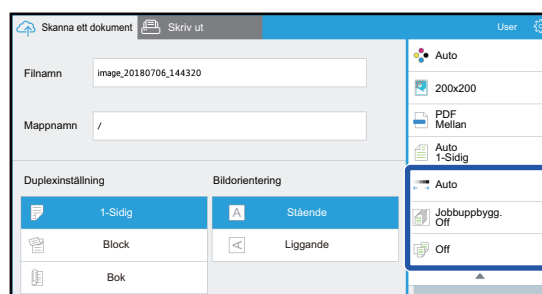 Skanna ett dokument
Skriv ut
User
Filnamn
image_20180706_144320
Mappnamn
/
Duplexinställning
Bildorientering
1-Sidig
Block
Bok
A Stående
A Liggande
Auto
200x200
PDF
Mellan
Auto
1-Sidig
Auto
Jobbuppbygg.
Off
Off